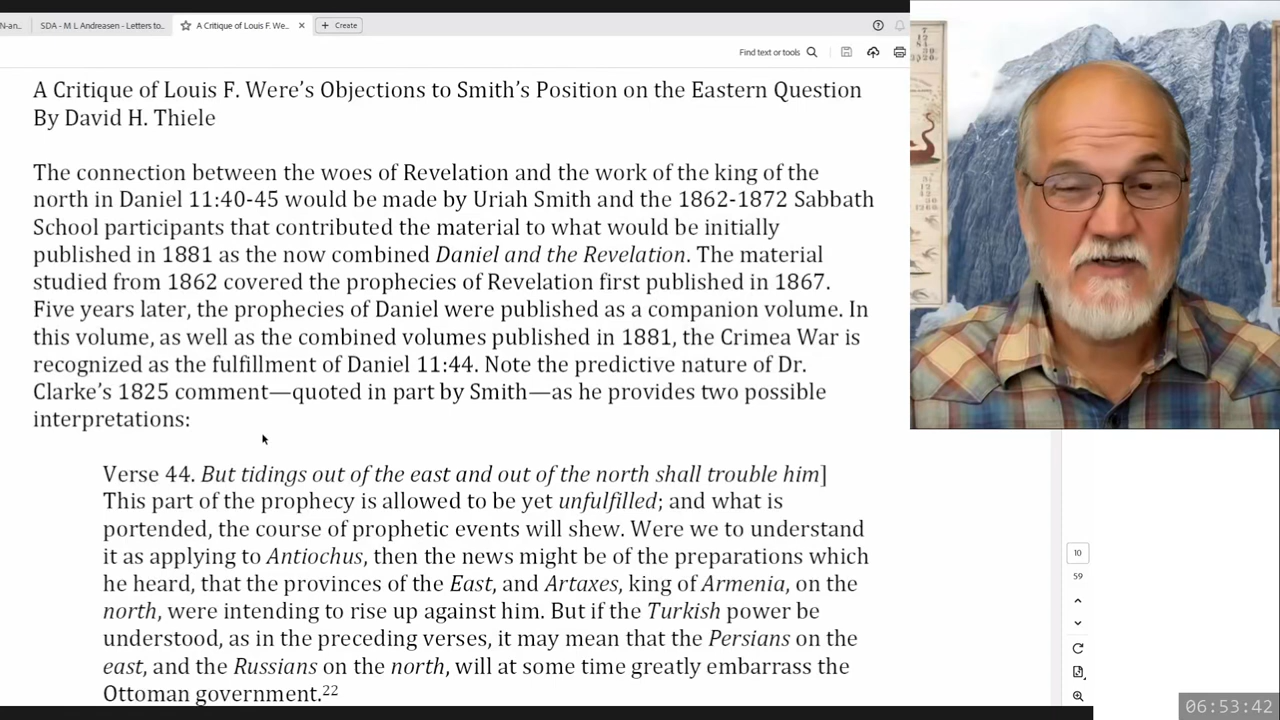 N-an..
SDA - M L Andreasen - Letters to..
A Critique of Louis F. We..
Create
Find text or tools
A Critique of Louis F. Were’s Objections to Smith’s Position on the Eastern Question
By David H. Thiele
The connection between the woes of Revelation and the work of the king of the
north in Daniel 11:40-45 would be made by Uriah Smith and the 1862-1872 Sabbath
School participants that contributed the material to what would be initially
published in 1881 as the now combined Daniel and the Revelation. The material
studied from 1862 covered the prophecies of Revelation first published in 1867.
Five years later, the prophecies of Daniel were published as a companion volume. In
this volume, as well as the combined volumes published in 1881, the Crimea War is
recognized as the fulfillment of Daniel 11:44. Note the predictive nature of Dr.
Clarke’s 1825 comment—quoted in part by Smith—as he provides two possible
interpretations:
Verse 44. But tidings out of the east and out of the north shall trouble him]
This part of the prophecy is allowed to be yet unfulfilled; and what is
portended, the course of prophetic events will shew. Were we to understand
it as applying to Antiochus, then the news might be of the preparations which
he heard, that the provinces of the East, and Artaxes, king of Armenia, on the
north, were intending to rise up against him. But if the Turkish power be
understood, as in the preceding verses, it may mean that the Persians on the
east, and the Russians on the north, will at some time greatly embarrass the
Ottoman government.22
10
59
06:53:42